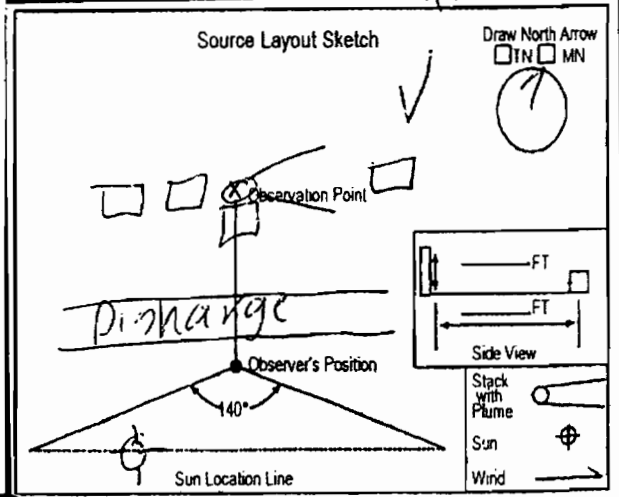 Source Layout Sketch
Draw North Arrow
TN MN
X Observation Point
FT
Disharge
FT
Side View
Observer's Position
140°
Stack
with
Plume
Sun
Wind
Sun Location Line